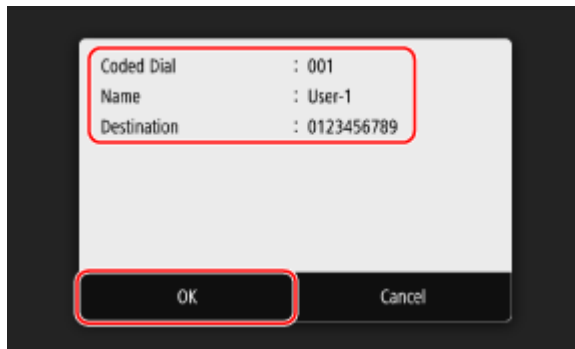 Coded Dial : 001
Name : User-1
Destination : 0123456789
OK Cancel